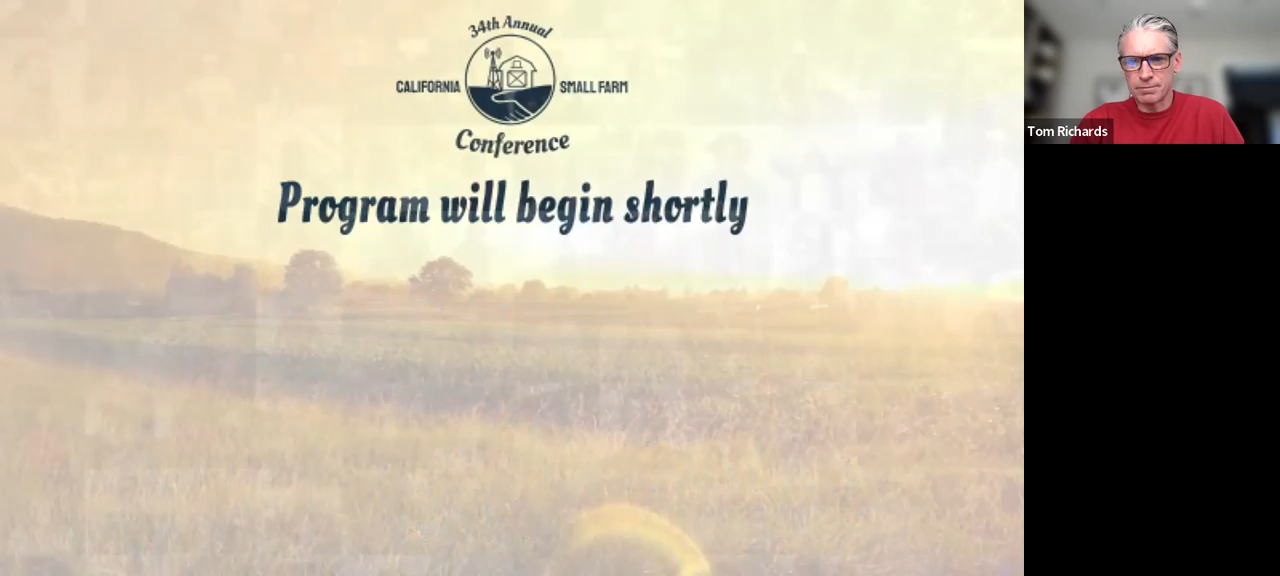 34th Annual
CALIFORNIA SMALL FARM
Conference
Program will begin shortly
Tom Richards